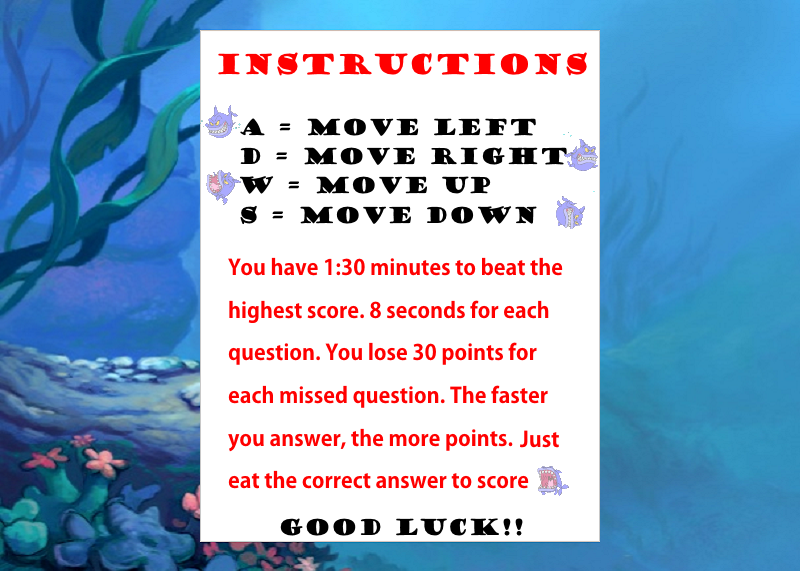 INSTRUCTIONS
A = MOVE LEFT
D = MOVE RIGHT
W = MOVE UP
S = MOVE DOWN
You have 1:30 minutes to beat the
highest score. 8 seconds for each
question. You lose 30 points for
each missed question. The faster
you answer, the more points. Just
eat the correct answer to score
GOOD LUCK!!